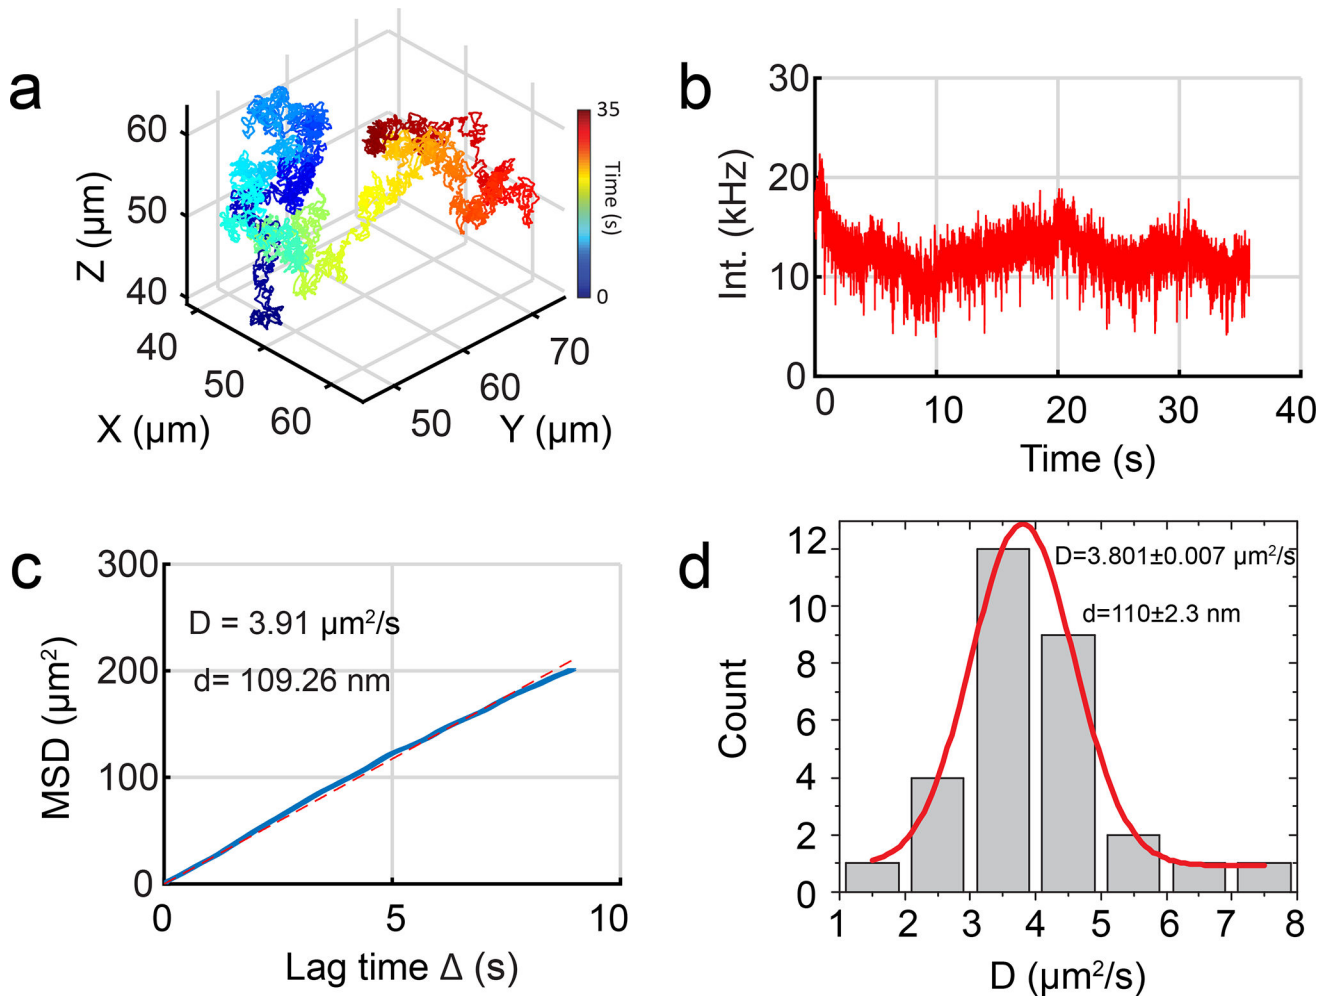 a
60
50
40
Z (µm)
40
50
60
X (µm)
50
60
70
Y (µm)
35
Time (s)
0
b
30
20
10
0
Int. (kHz)
0
10
20
30
40
Time (s)
c
300
200
100
0
MSD (µm²)
D = 3.91 µm²/s
d= 109.26 nm
0
5
10
Lag time Δ (s)
d
12
10
8
6
4
2
0
Count
D=3.801±0.007 µm²/s
d=110±2.3 nm
1
2
3
4
5
6
7
8
D (µm²/s)